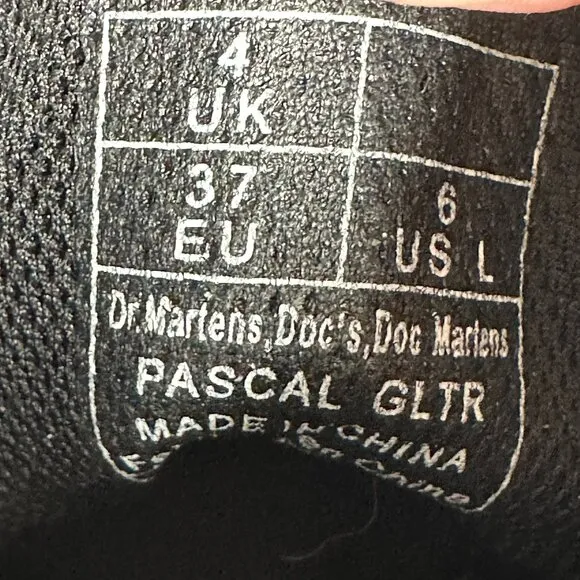 4
UK
37
EU
6
US L
Dr.Martens,Doc's,Doc Martens
PASCAL GLTR
MADE IN CHINA